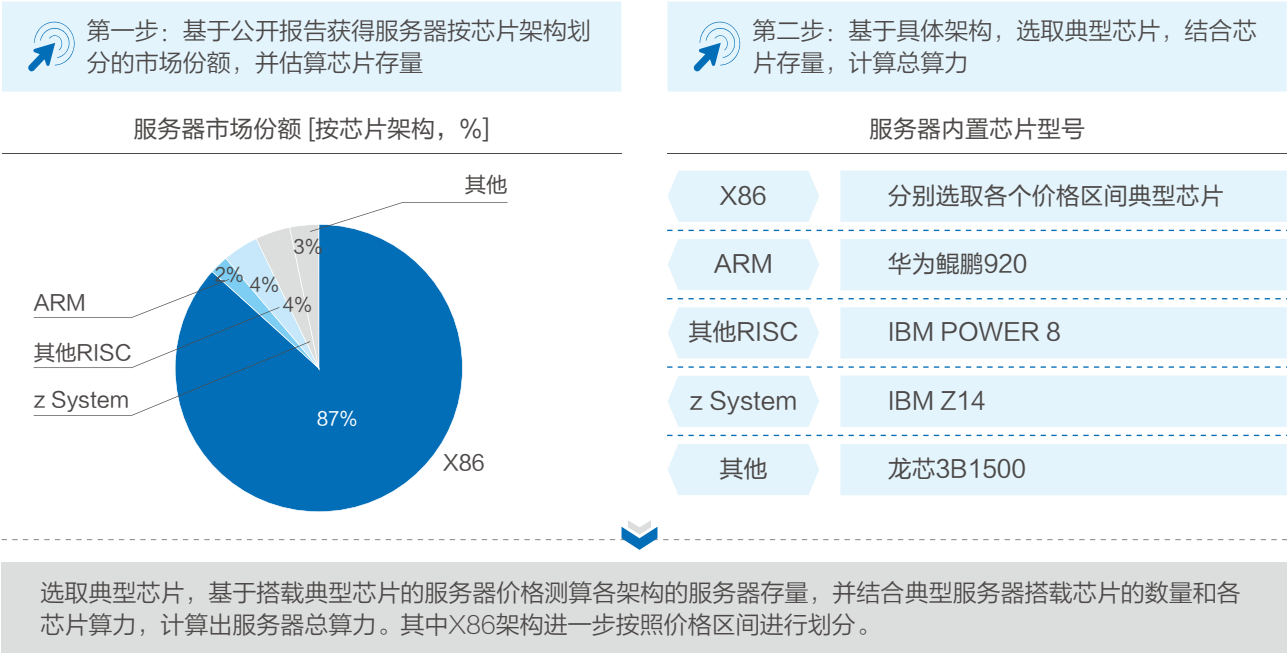 第一步：基于公开报告获得服务器按芯片架构划
分的市场份额，并估算芯片存量
服务器市场份额 [按芯片架构，%]
其他
3%
2%
4%
4%
ARM
其他RISC
z System
87%
X86
第二步：基于具体架构，选取典型芯片，结合芯
片存量，计算总算力
服务器内置芯片型号
X86
分别选取各个价格区间典型芯片
ARM
华为鲲鹏920
其他RISC
IBM POWER 8
z System
IBM Z14
其他
龙芯3B1500
选取典型芯片，基于搭载典型芯片的服务器价格测算各架构的服务器存量，并结合典型服务器搭载芯片的数量和各
芯片算力，计算出服务器总算力。其中X86架构进一步按照价格区间进行划分。